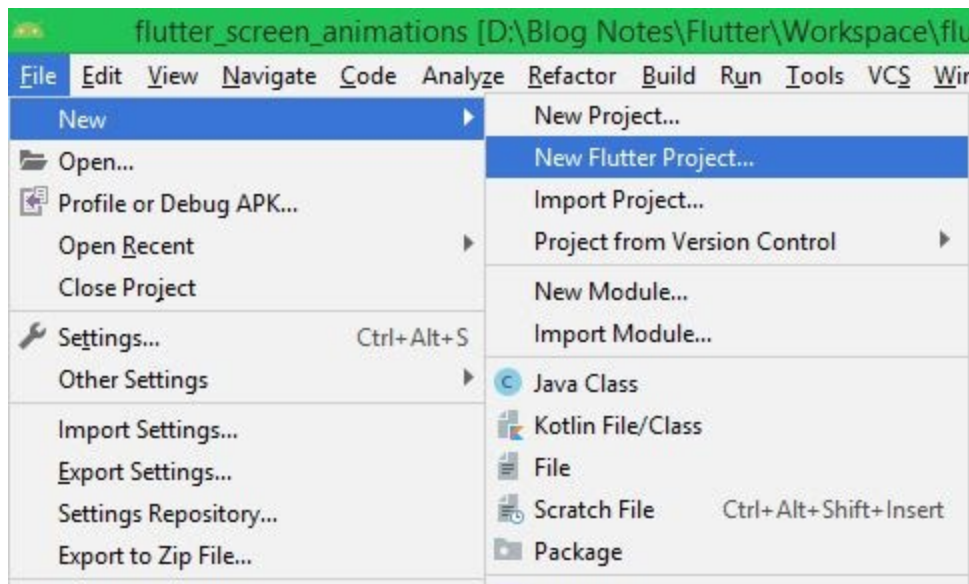 flutter_screen_animations [D:\Blog Notes\Flutter\Workspace\flu
File Edit View Navigate Code Analyze Refactor Build Run Tools VCS Wir
New
Open...
Profile or Debug APK...
Open Recent
Close Project
Settings... Ctrl+Alt+S
Other Settings
Import Settings...
Export Settings...
Settings Repository...
Export to Zip File...
New Project...
New Flutter Project...
Import Project...
Project from Version Control
New Module...
Import Module...
C Java Class
Kotlin File/Class
File
Scratch File Ctrl+Alt+Shift+Insert
Package